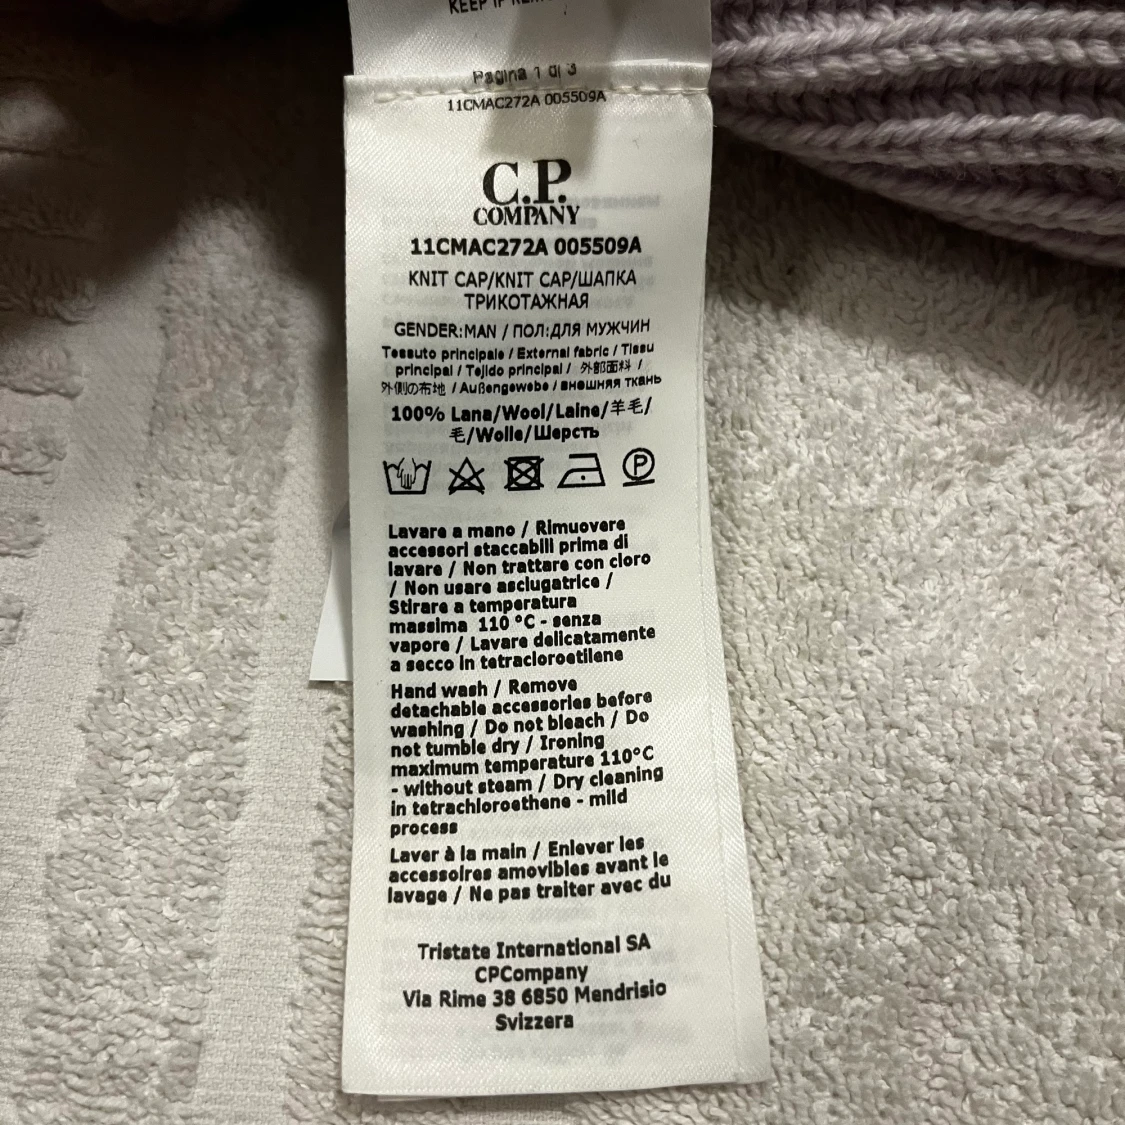 KEEP
Pagina 1 di 3
11CMAC272A 005509A
C.P.
COMPANY
11CMAC272A 005509A
KNIT CAP/KNIT CAP/ШАПКА
ТРИКОТАЖНАЯ
GENDER:MAN / ПОЛ:ДЛЯ МУЖЧИН
Tessuto principale / External fabric / Tissu
principal / Tejido principal / 外部面料 /
外側の布地 / Außengewebe / внешняя ткань
100% Lana/Wool/Laine/羊毛/
毛/Wolle/Шерсть
P
Lavare a mano / Rimuovere
accessori staccabili prima di
lavare / Non trattare con cloro
/ Non usare asciugatrice /
Stirare a temperatura
massima 110 °C - senza
vapore / Lavare delicatamente
a secco in tetracloroetilene
Hand wash / Remove
detachable accessories before
washing / Do not bleach / Do
not tumble dry / Ironing
maximum temperature 110°C
- without steam / Dry cleaning
in tetrachloroethene - mild
process
Laver à la main / Enlever les
accessoires amovibles avant le
lavage / Ne pas traiter avec du
Tristate International SA
CPCompany
Via Rime 38 6850 Mendrisio
Svizzera